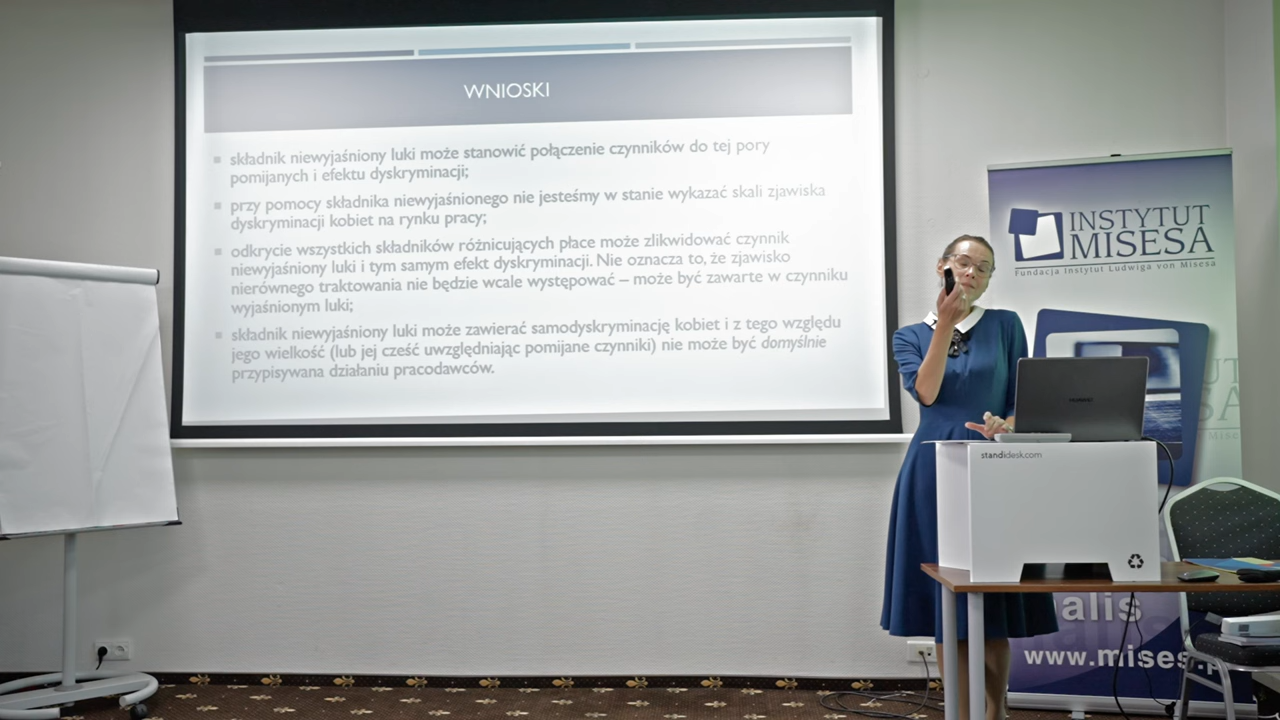 WNIOSKI
składnik niewyjaśniony luki może stanowić połączenie czynników do tej pory
pomijanych i efektu dyskryminacji;
przy pomocy składnika niewyjaśnionego nie jesteśmy w stanie wykazać skali zjawiska
dyskryminacji kobiet na rynku pracy;
odkrycie wszystkich składników różnicujących płace może zlikwidować czynnik
niewyjaśniony luki i tym samym efekt dyskryminacji. Nie oznacza to, że zjawisko
nierównego traktowania nie będzie wcale występować – może być zawarte w czynniku
wyjaśnionym luki;
składnik niewyjaśniony luki może zawierać samodyskryminację kobiet i z tego względu
jego wielkość (lub jej cześć uwzględniając pomijane czynniki) nie może być domyślnie
przypisywana działaniu pracodawców.
INSTYTUT
MISESA
Fundacja Instytut Ludwiga von Misesa
HUAWEI
standidesk.com
alis
www.mises.p